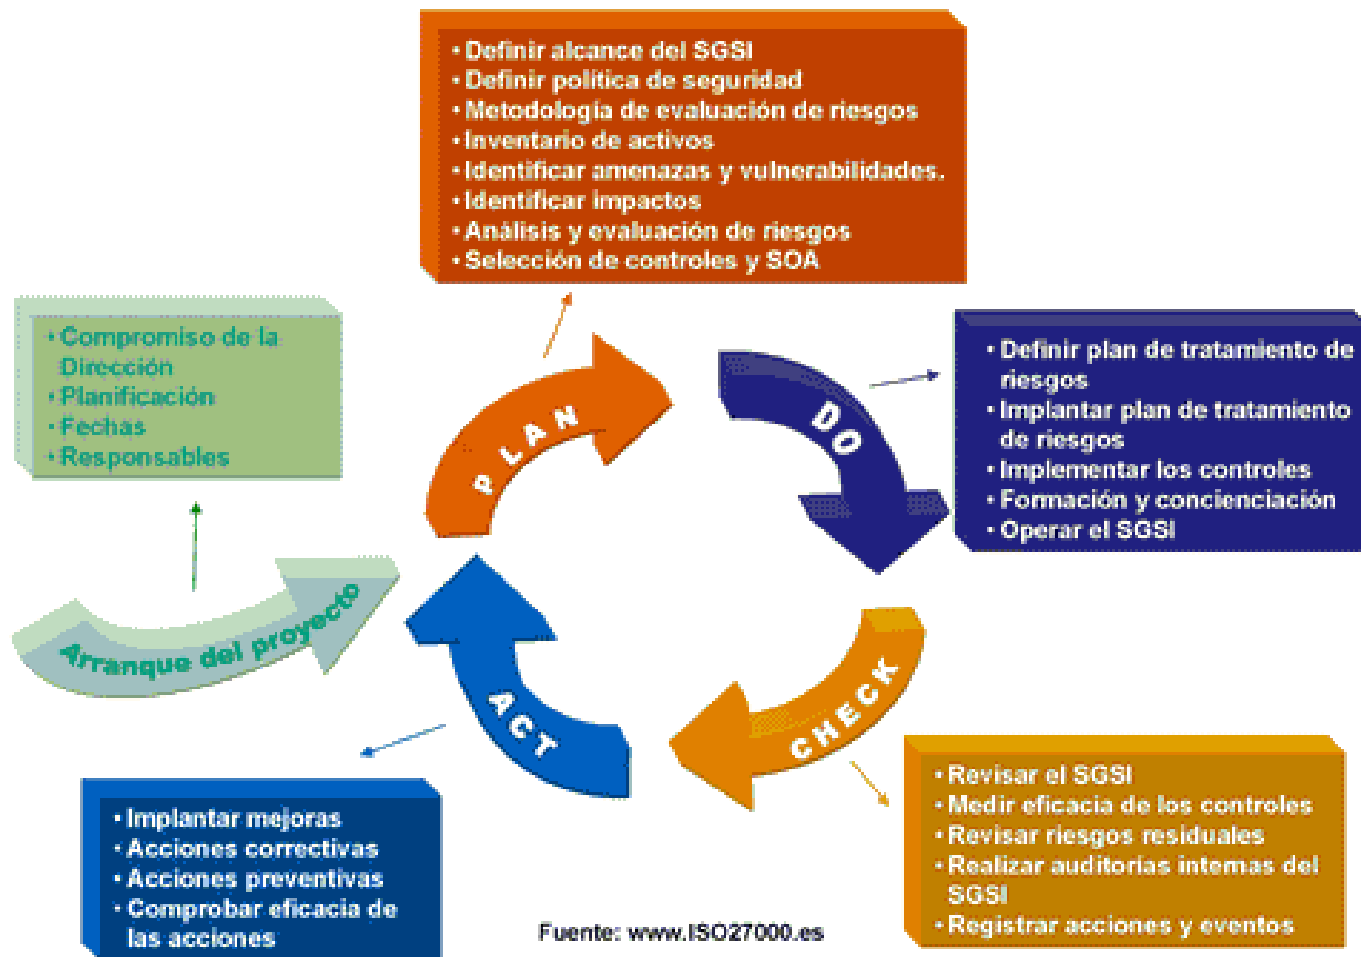 • Definir alcance del SGSI
• Definir política de seguridad
• Metodología de evaluación de riesgos
• Inventario de activos
• Identificar amenazas y vulnerabilidades.
• Identificar impactos
• Análisis y evaluación de riesgos
• Selección de controles y SOA
• Compromiso de la
Dirección
• Planificación
• Fechas
• Responsables
• Definir plan de tratamiento de
riesgos
• Implantar plan de tratamiento
de riesgos
• Implementar los controles
• Formación y concienciación
• Operar el SGSI
PLAN
DO
Arranque del proyecto
ACT
CHECK
• Implantar mejoras
• Acciones correctivas
• Acciones preventivas
• Comprobar eficacia de
las acciones
• Revisar el SGSI
• Medir eficacia de los controles
• Revisar riesgos residuales
• Realizar auditorías internas del
SGSI
• Registrar acciones y eventos
Fuente: www.ISO27000.es